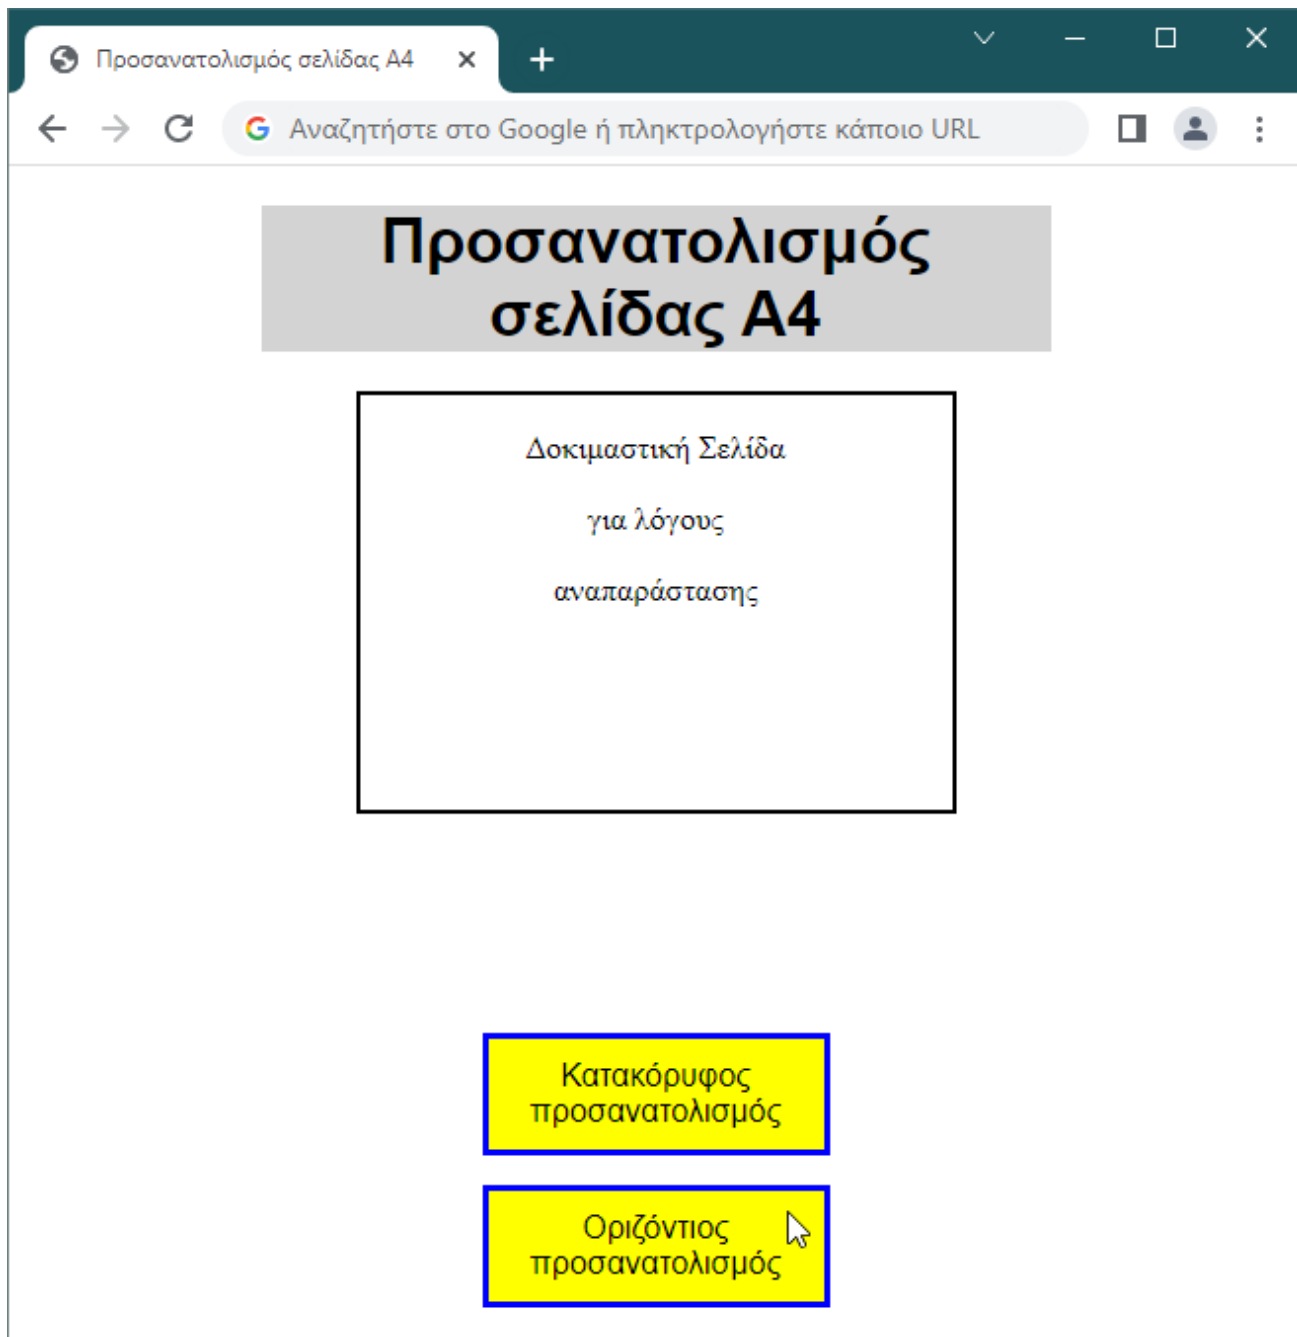 Προσανατολισμός σελίδας Α4
Αναζητήστε στο Google ή πληκτρολογήστε κάποιο URL
Προσανατολισμός
σελίδας Α4
Δοκιμαστική Σελίδα
για λόγους
αναπαράστασης
Κατακόρυφος
προσανατολισμός
Οριζόντιος
προσανατολισμός